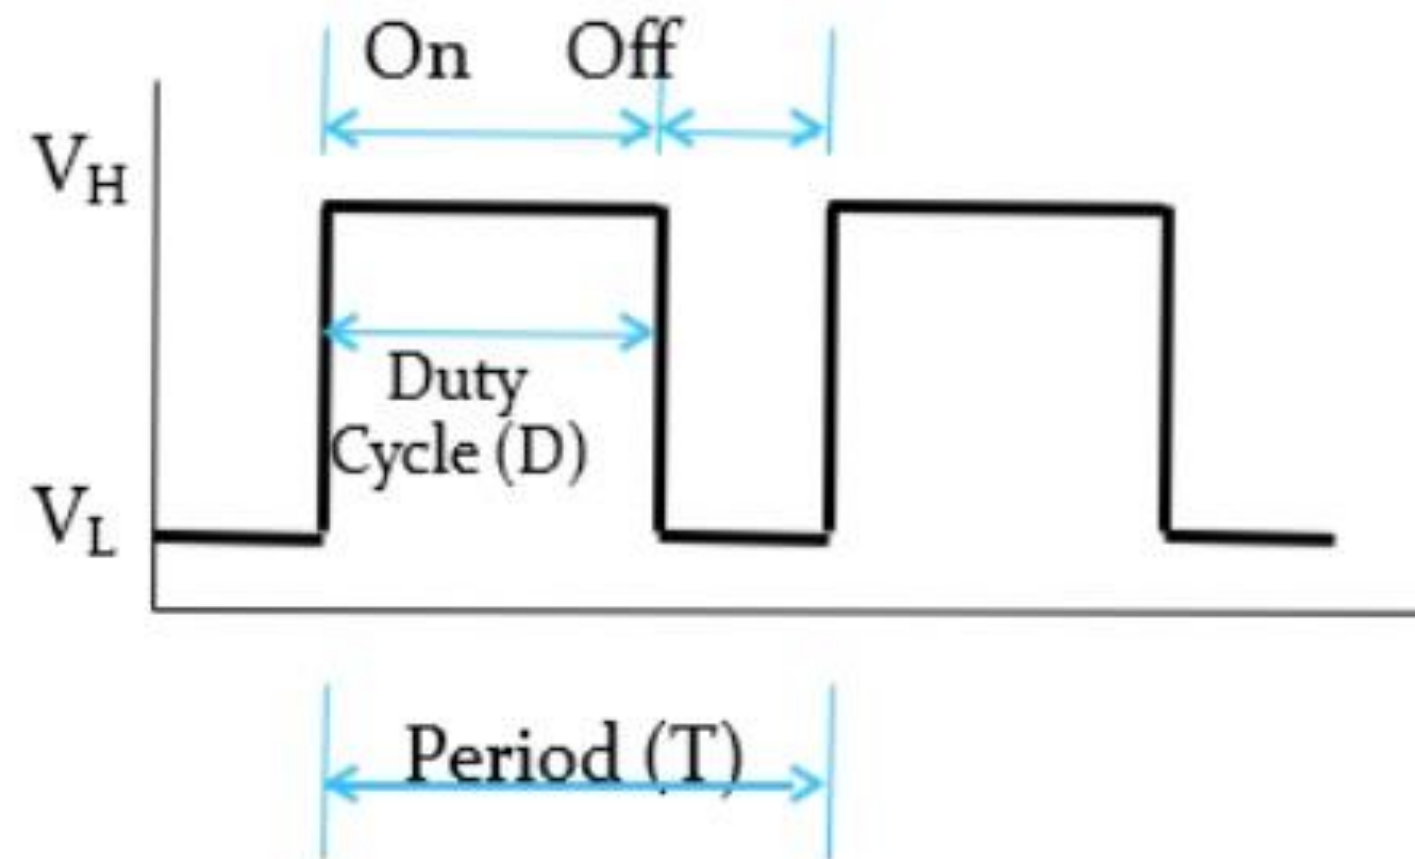 On Off
V_H
Duty
Cycle (D)
V_L
Period (T)